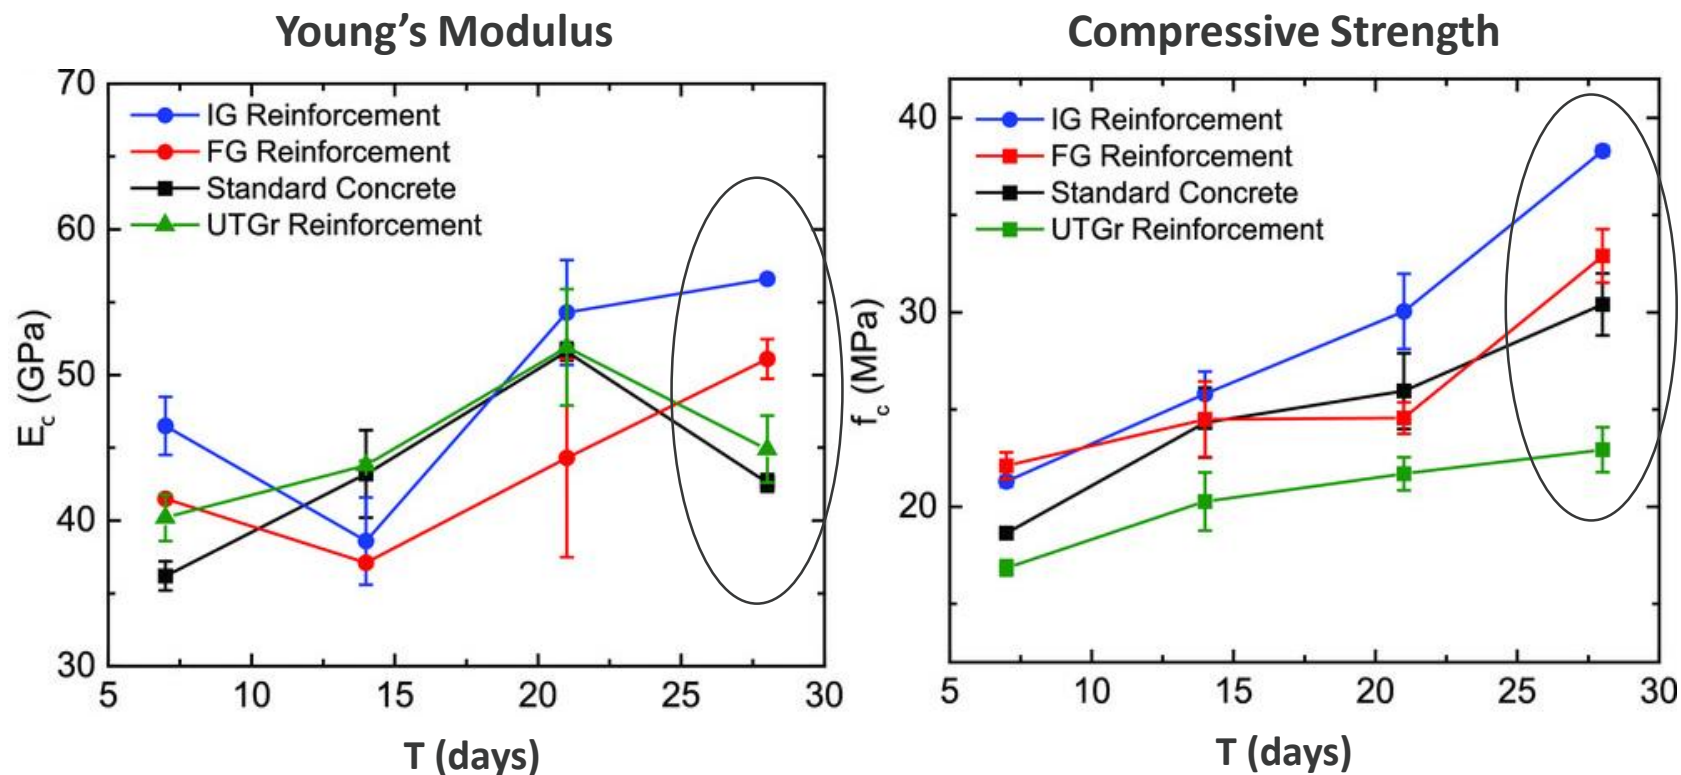 Young’s Modulus
70
60
50
40
30
E_c (GPa)
IG Reinforcement
FG Reinforcement
Standard Concrete
UTGr Reinforcement
5 10 15 20 25 30
T (days)
Compressive Strength
40
30
20
f_c (MPa)
IG Reinforcement
FG Reinforcement
Standard Concrete
UTGr Reinforcement
5 10 15 20 25 30
T (days)